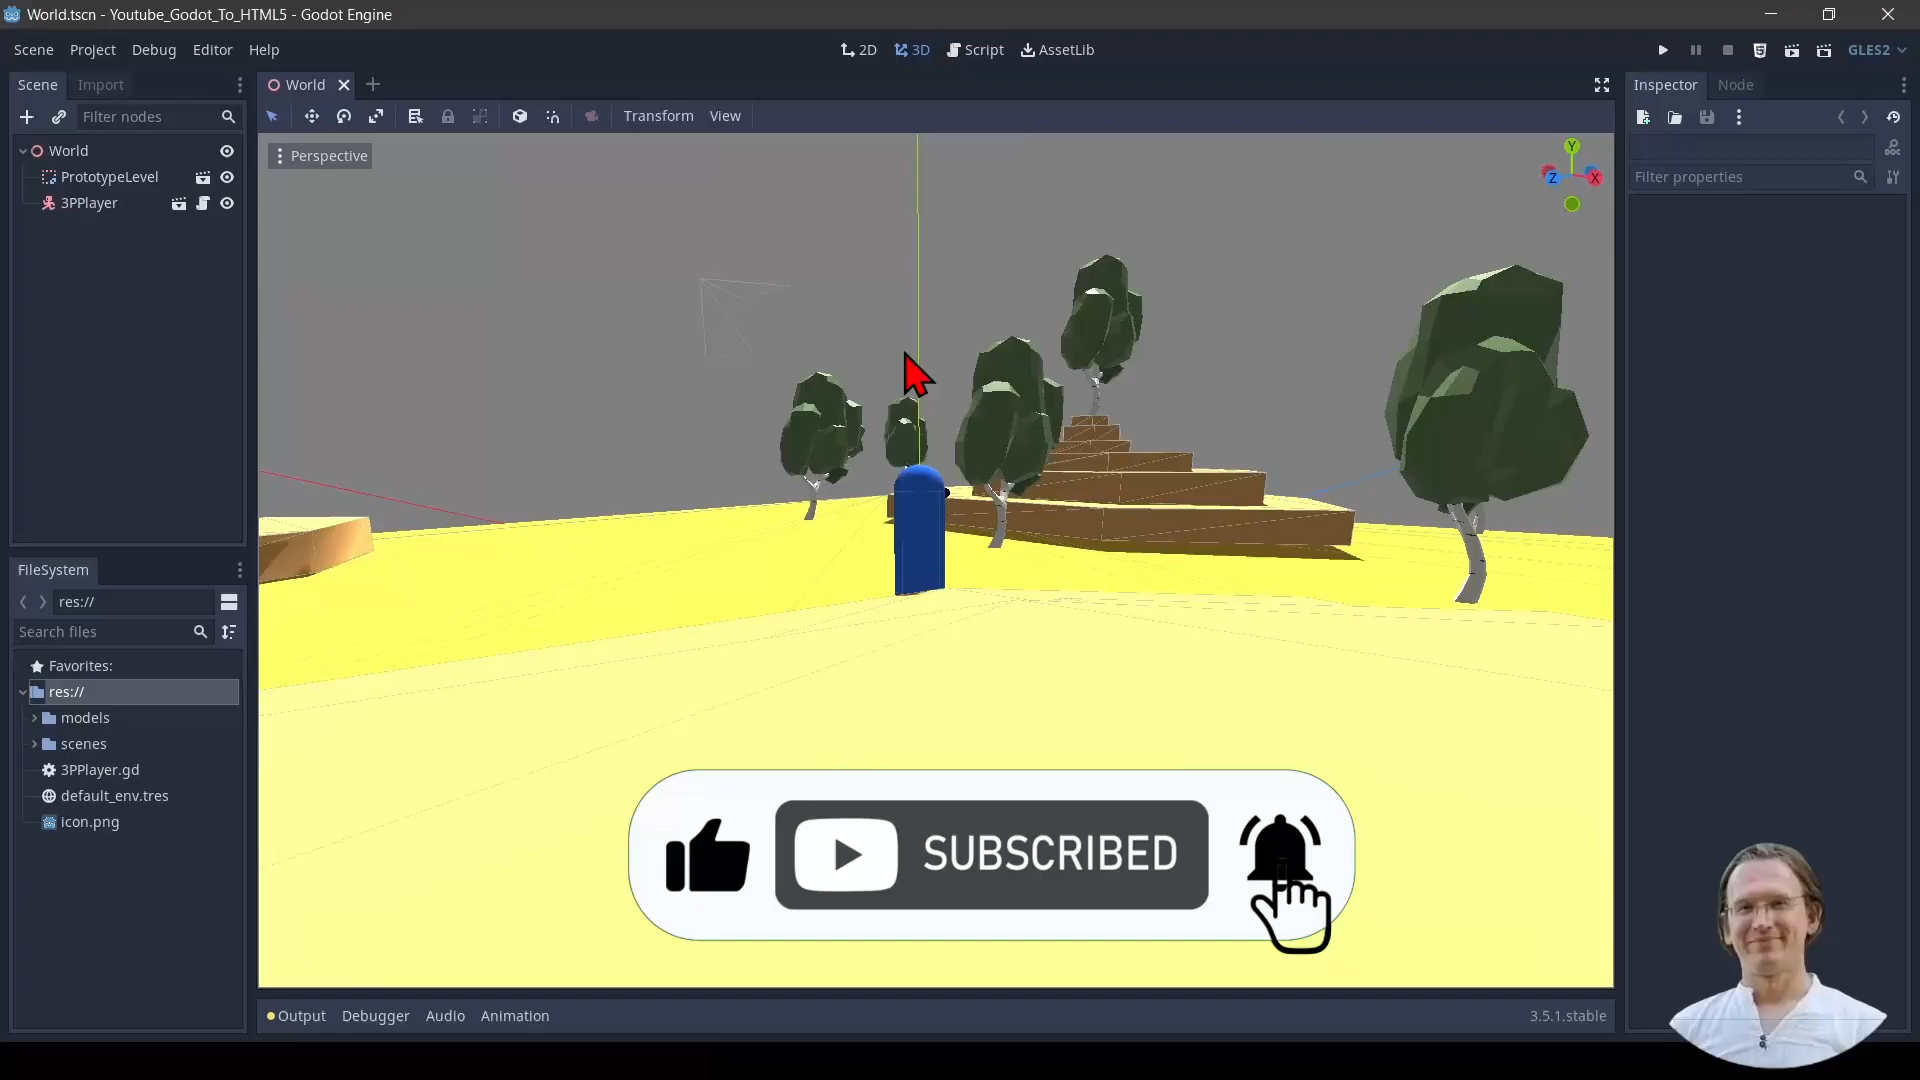 World.tscn - Youtube_Godot_To_HTML5 - Godot Engine
Scene Project Debug Editor Help
2D 3D Script AssetLib
GLES2
Scene Import
World
Inspector Node
Filter nodes
Transform View
World
PrototypeLevel
3PPlayer
Perspective
Y
Z X
Filter properties
FileSystem
res://
Search files
Favorites:
res://
models
scenes
3PPlayer.gd
default_env.tres
icon.png
SUBSCRIBED
Output Debugger Audio Animation
3.5.1.stable